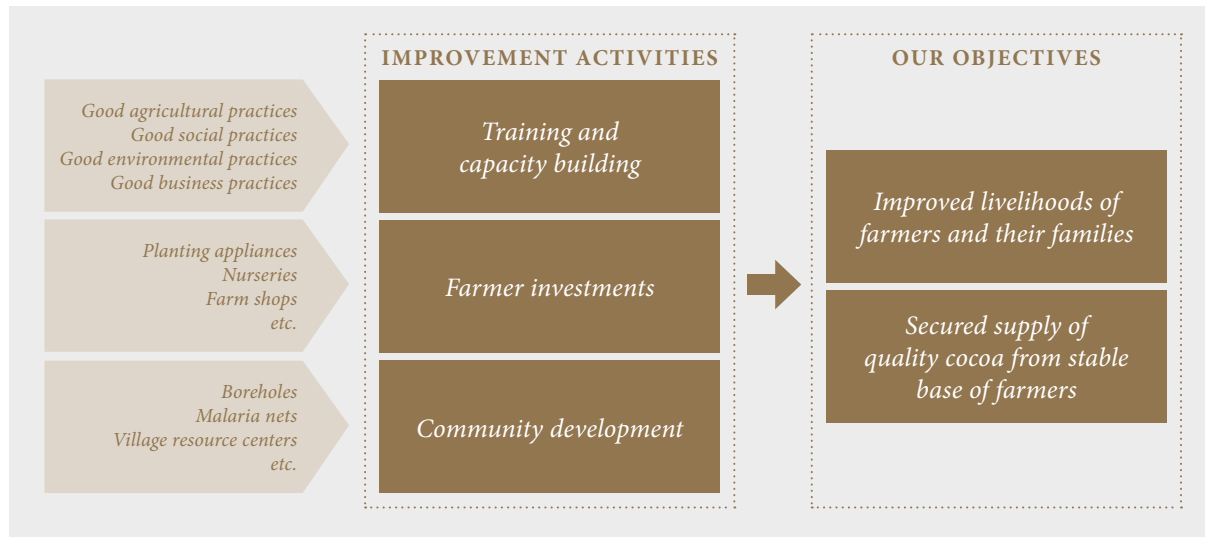 IMPROVEMENT ACTIVITIES
OUR OBJECTIVES
Good agricultural practices
Good social practices
Good environmental practices
Good business practices
Training and
capacity building
Planting appliances
Nurseries
Farm shops
etc.
Farmer investments
Boreholes
Malaria nets
Village resource centers
etc.
Community development
Improved livelihoods of
farmers and their families
Secured supply of
quality cocoa from stable
base of farmers